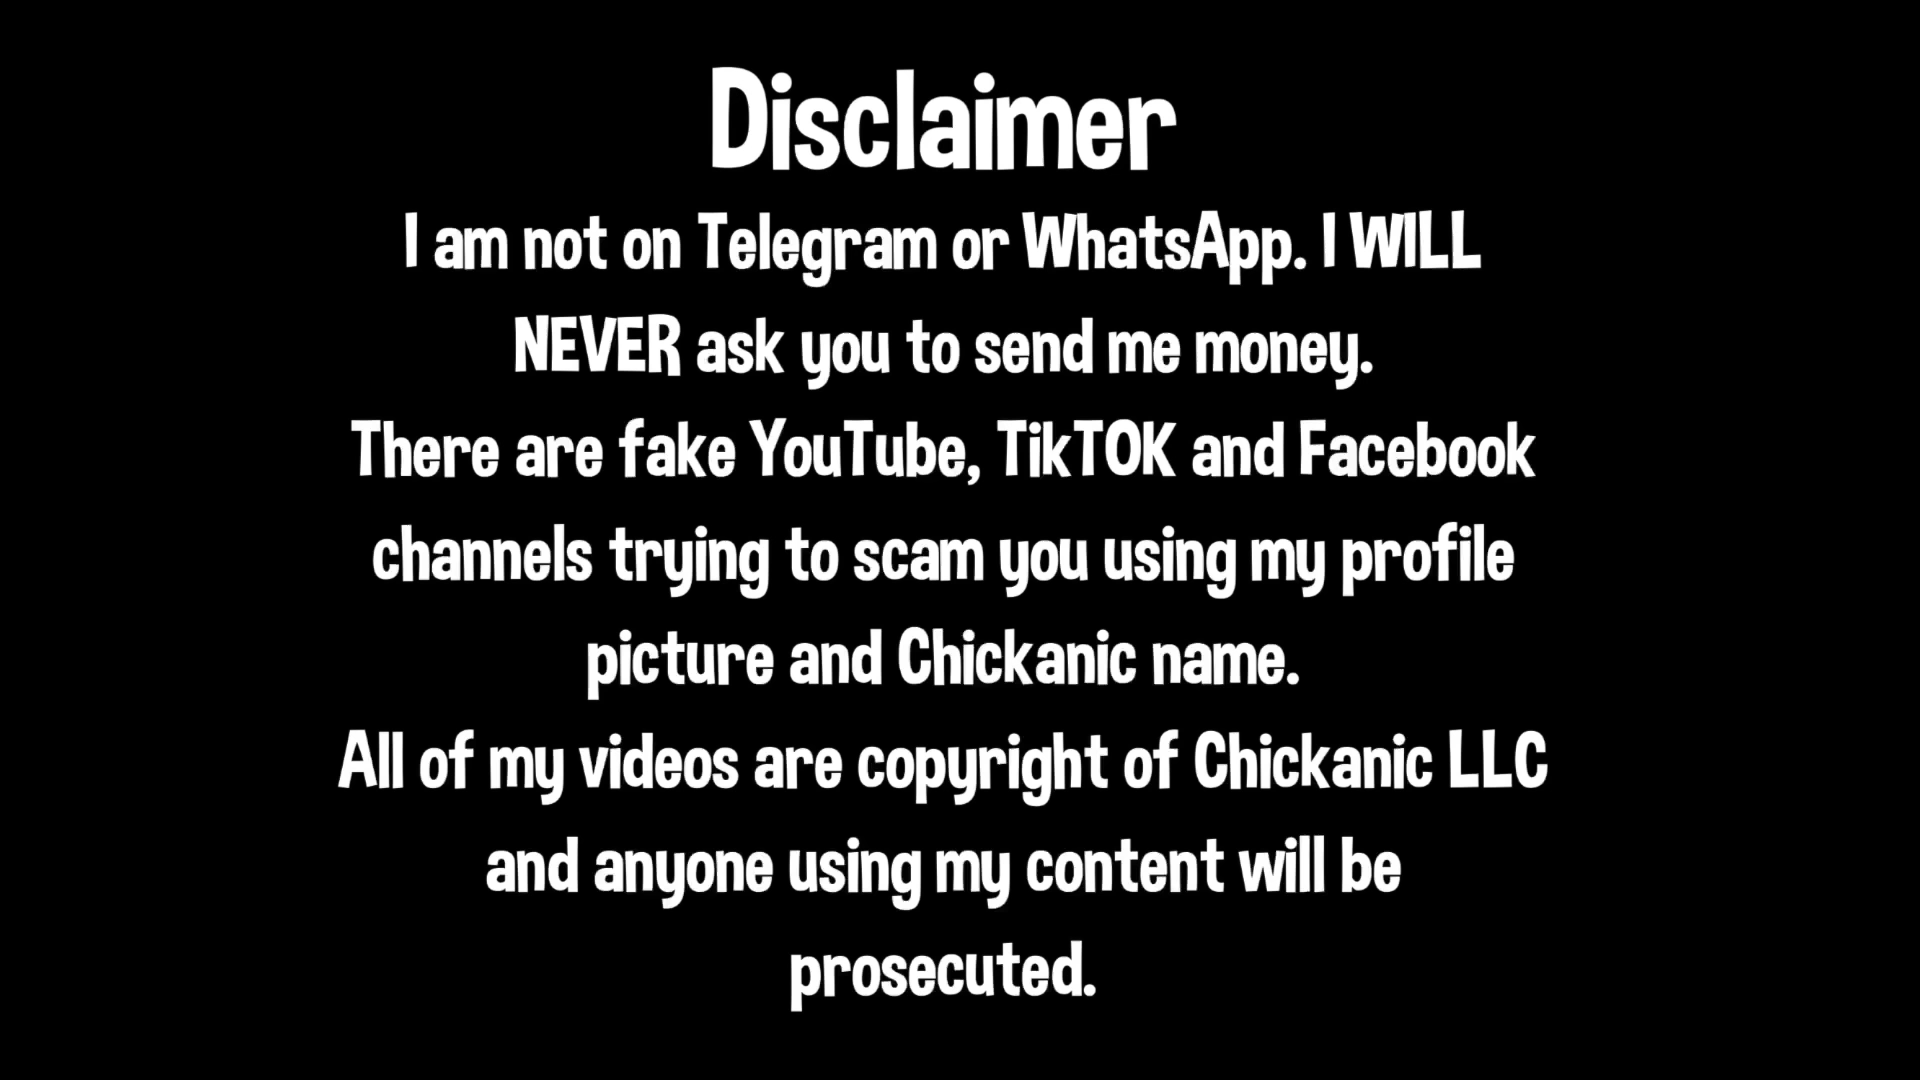 Disclaimer
I am not on Telegram or WhatsApp. I WILL
NEVER ask you to send me money.
There are fake YouTube, TikTOK and Facebook
channels trying to scam you using my profile
picture and Chickanic name.
All of my videos are copyright of Chickanic LLC
and anyone using my content will be
prosecuted.